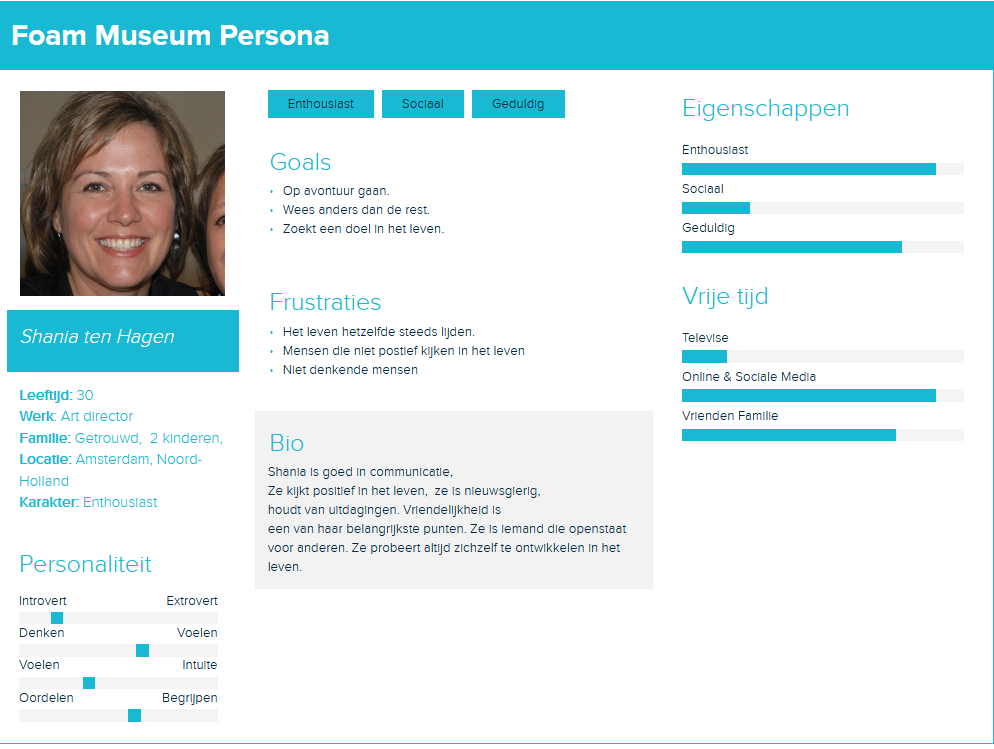 Foam Museum Persona
Shania ten Hagen
Leeftijd: 30
Werk: Art director
Familie: Getrouwd, 2 kinderen,
Locatie: Amsterdam, Noord-
Holland
Karakter: Enthousiast
Personaliteit
Introvert Extrovert
Denken Voelen
Voelen Intuite
Oordelen Begrijpen
Enthousiast Sociaal Geduldig
Goals
• Op avontuur gaan.
• Wees anders dan de rest.
• Zoekt een doel in het leven.
Frustraties
• Het leven hetzelfde steeds lijden.
• Mensen die niet postief kijken in het leven
• Niet denkende mensen
Bio
Shania is goed in communicatie,
Ze kijkt positief in het leven, ze is nieuwsgierig,
houdt van uitdagingen. Vriendelijkheid is
een van haar belangrijkste punten. Ze is iemand die openstaat
voor anderen. Ze probeert altijd zichzelf te ontwikkelen in het
leven.
Eigenschappen
Enthousiast
Sociaal
Geduldig
Vrije tijd
Televise
Online & Sociale Media
Vrienden Familie